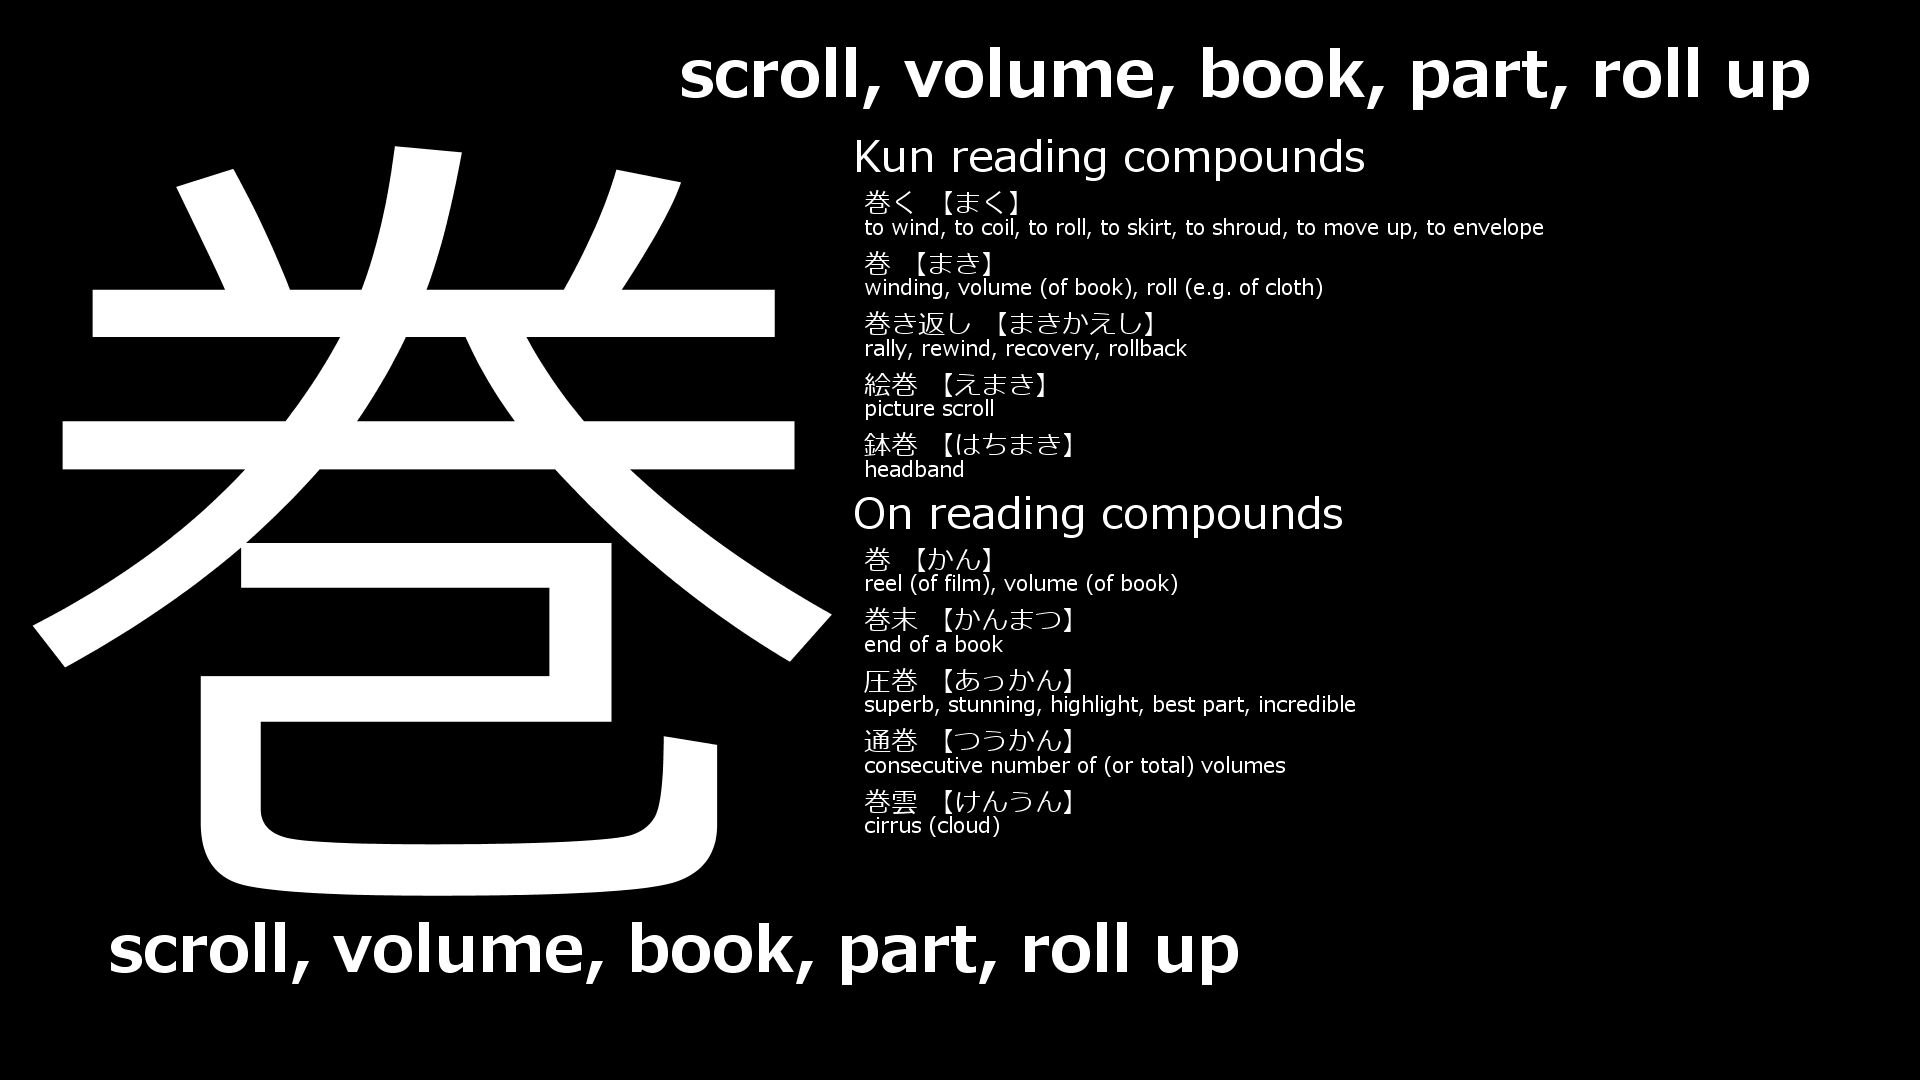 scroll, volume, book, part, roll up
巻
Kun reading compounds
巻く 【まく】
to wind, to coil, to roll, to skirt, to shroud, to move up, to envelope
巻 【まき】
winding, volume (of book), roll (e.g. of cloth)
巻き返し 【まきかえし】
rally, rewind, recovery, rollback
絵巻 【えまき】
picture scroll
鉢巻 【はちまき】
headband
On reading compounds
巻 【かん】
reel (of film), volume (of book)
巻末 【かんまつ】
end of a book
圧巻 【あっかん】
superb, stunning, highlight, best part, incredible
通巻 【つうかん】
consecutive number of (or total) volumes
巻雲 【けんうん】
cirrus (cloud)
scroll, volume, book, part, roll up